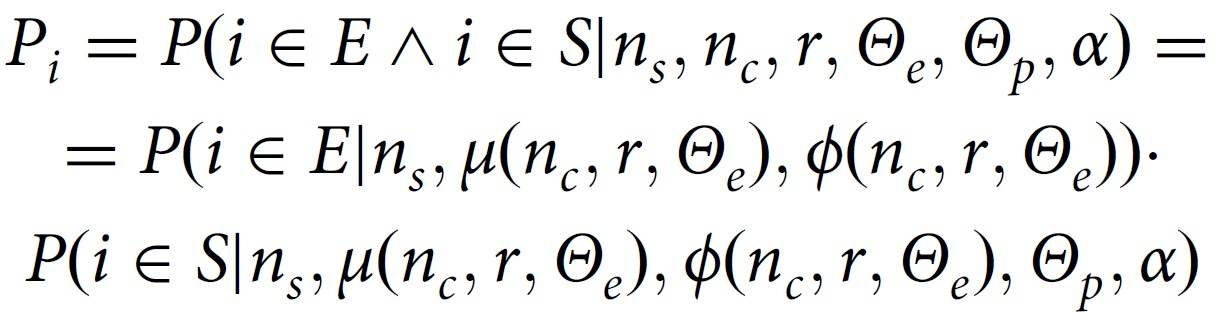 P_i = P(i ∈ E ∧ i ∈ S|n_s, n_c, r, Θ_e, Θ_p, α) =
= P(i ∈ E|n_s, μ(n_c, r, Θ_e), ϕ(n_c, r, Θ_e))·
P(i ∈ S|n_s, μ(n_c, r, Θ_e), ϕ(n_c, r, Θ_e), Θ_p, α)